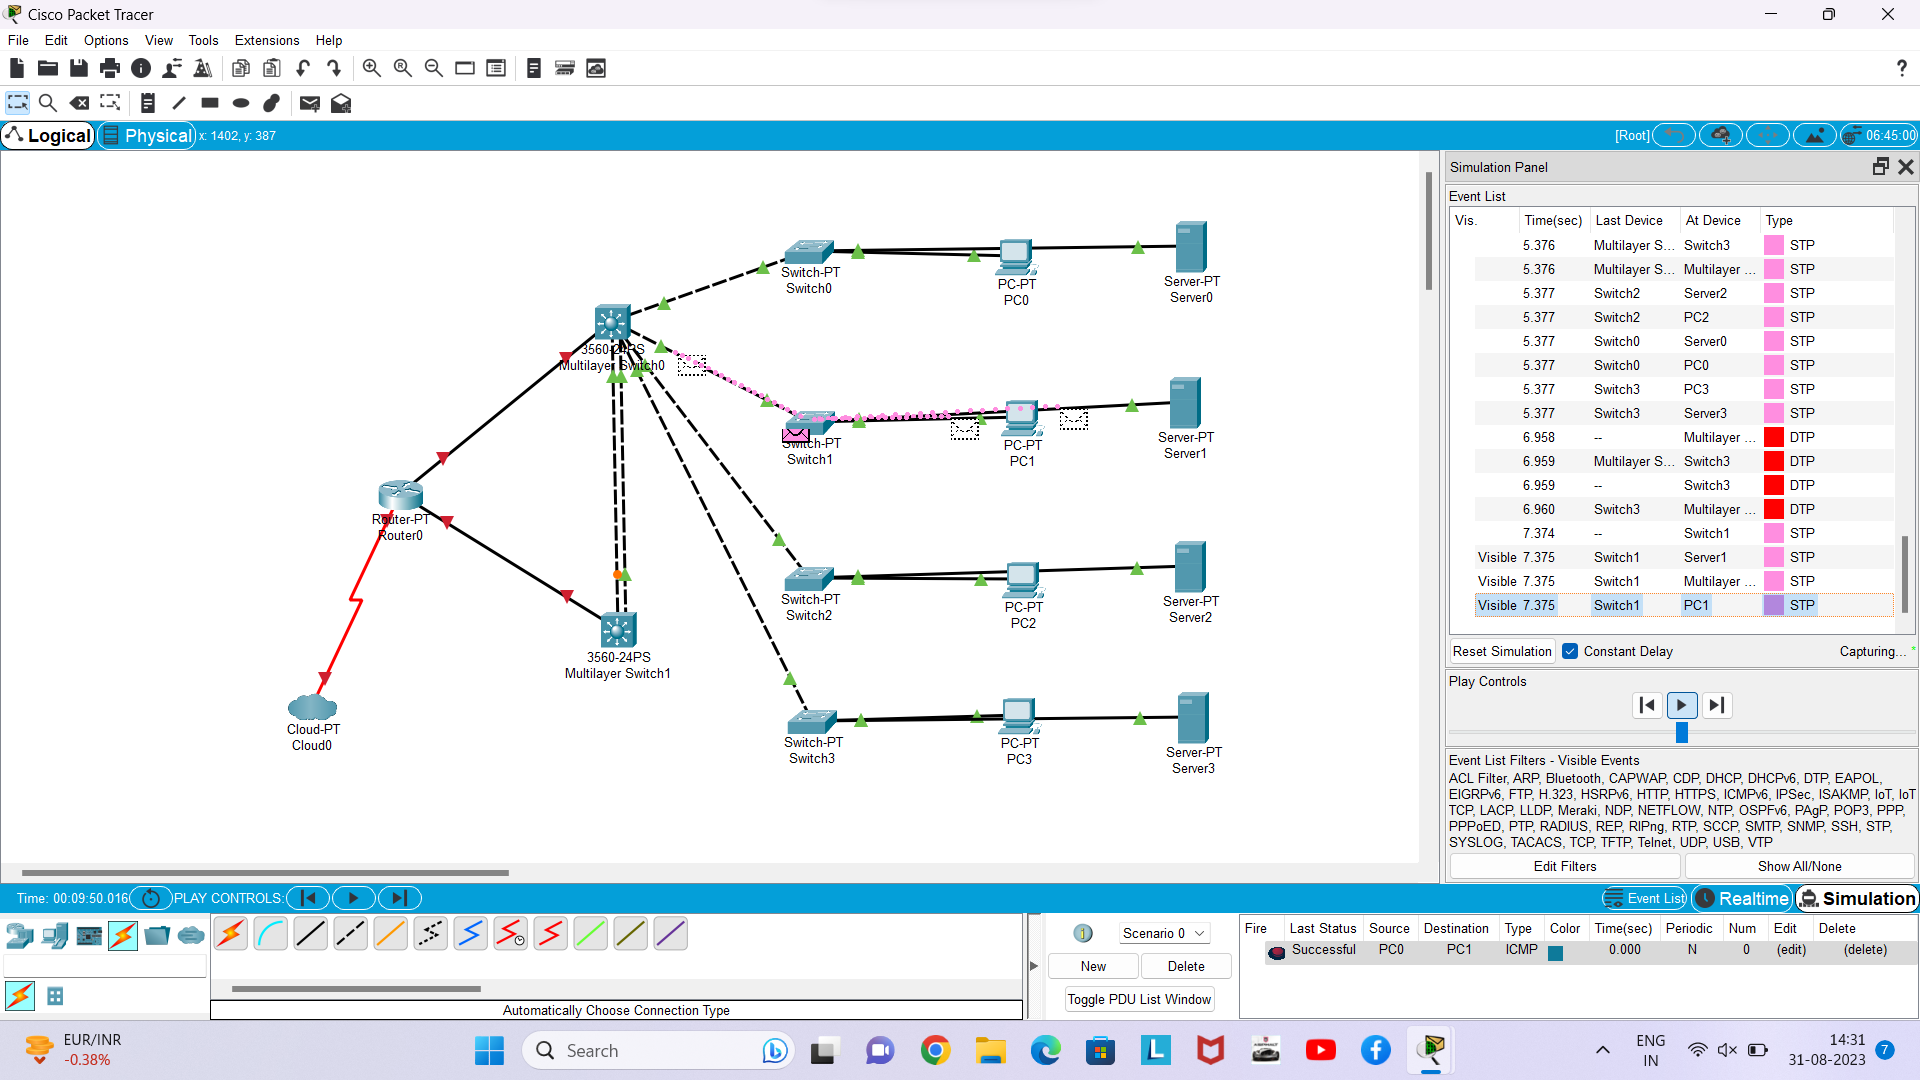 Cisco Packet Tracer
File Edit Options View Tools Extensions Help
Logical Physical x: 1402, y: 387 [Root] 06:45:00
Switch-PT
Switch0
PC-PT
PC0
Server-PT
Server0
3560-24PS
Multilayer Switch0
Switch-PT
Switch1
PC-PT
PC1
Server-PT
Server1
Router-PT
Router0
Switch-PT
Switch2
PC-PT
PC2
Server-PT
Server2
3560-24PS
Multilayer Switch1
Cloud-PT
Cloud0
Switch-PT
Switch3
PC-PT
PC3
Server-PT
Server3
Simulation Panel
Event List
Vis. Time(sec) Last Device At Device Type
5.376 Multilayer S... Switch3 STP
5.376 Multilayer S... Multilayer ... STP
5.377 Switch2 Server2 STP
5.377 Switch2 PC2 STP
5.377 Switch0 Server0 STP
5.377 Switch0 PC0 STP
5.377 Switch3 PC3 STP
5.377 Switch3 Server3 STP
6.958 -- Multilayer ... DTP
6.959 Multilayer S... Switch3 DTP
6.959 -- Switch3 DTP
6.960 Switch3 Multilayer ... DTP
7.374 -- Switch1 STP
Visible 7.375 Switch1 Server1 STP
Visible 7.375 Switch1 Multilayer ... STP
Visible 7.375 Switch1 PC1 STP
Reset Simulation Constant Delay Capturing...
Play Controls
Event List Filters - Visible Events
ACL Filter, ARP, Bluetooth, CAPWAP, CDP, DHCP, DHCPv6, DTP, EAPOL,
EIGRPv6, FTP, H.323, HSRPv6, HTTP, HTTPS, ICMPv6, IPSec, ISAKMP, IoT, IoT
TCP, LACP, LLDP, Meraki, NDP, NETFLOW, NTP, OSPFv6, PAgP, POP3, PPP,
PPPoED, PTP, RADIUS, REP, RIPng, RTP, SCCP, SMTP, SNMP, SSH, STP,
SYSLOG, TACACS, TCP, TFTP, Telnet, UDP, USB, VTP
Edit Filters Show All/None
Time: 00:09:50.016 PLAY CONTROLS: Event List Realtime Simulation
Automatically Choose Connection Type
Scenario 0
New Delete
Toggle PDU List Window
Fire Last Status Source Destination Type Color Time(sec) Periodic Num Edit Delete
Successful PC0 PC1 ICMP 0.000 N 0 (edit) (delete)
EUR/INR
-0.38%
Search
ENG
IN
14:31
31-08-2023
7